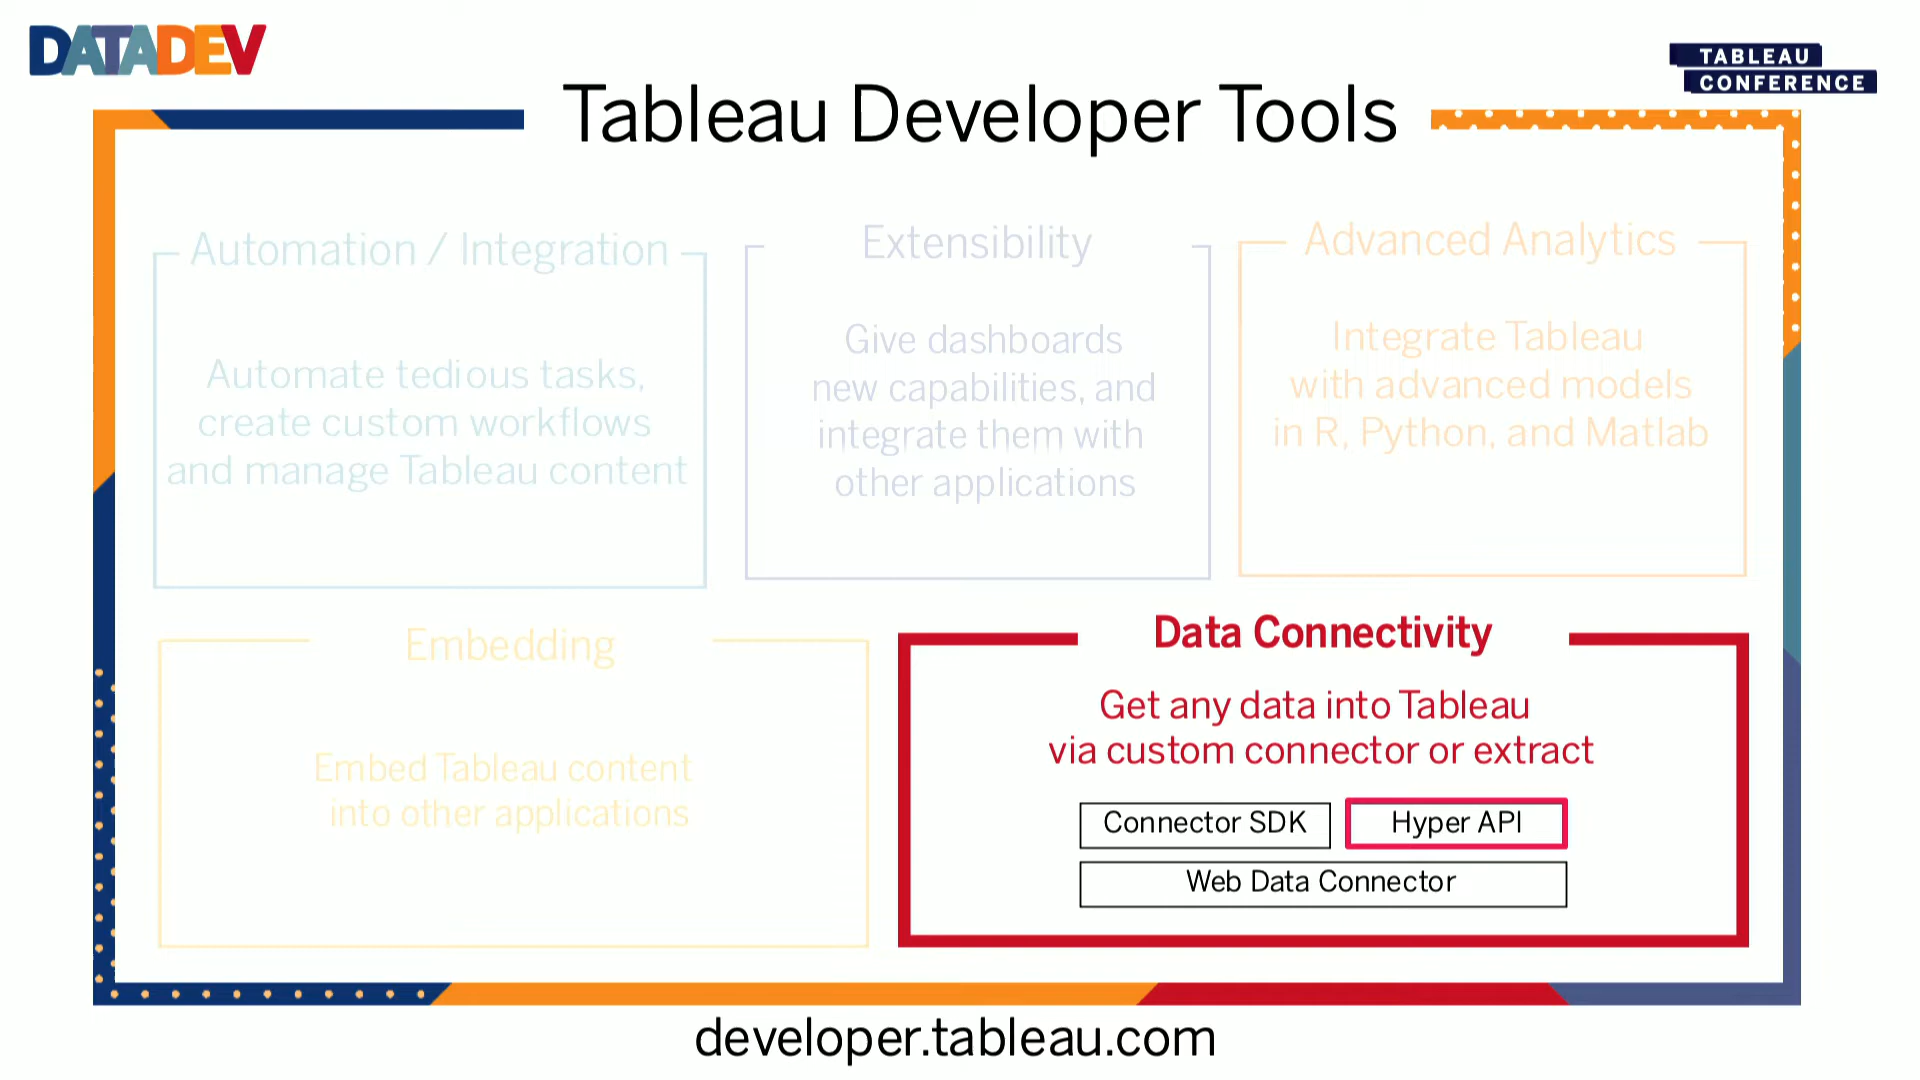 DATADEV
TABLEAU
CONFERENCE
Tableau Developer Tools
Automation / Integration
Automate tedious tasks,
create custom workflows
and manage Tableau content
Extensibility
Give dashboards
new capabilities, and
integrate them with
other applications
Advanced Analytics
Integrate Tableau
with advanced models
in R, Python, and Matlab
Embedding
Embed Tableau content
into other applications
Data Connectivity
Get any data into Tableau
via custom connector or extract
Connector SDK
Hyper API
Web Data Connector
developer.tableau.com